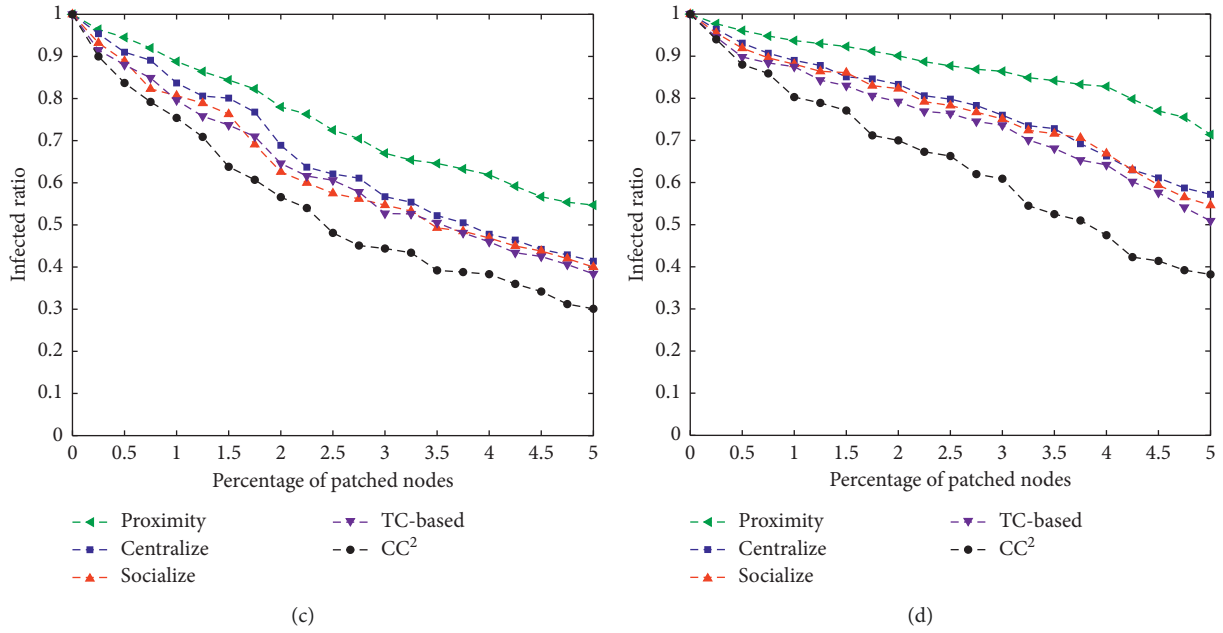 1
0.9
0.8
0.7
0.6
0.5
0.4
0.3
0.2
0.1
0
Infected ratio
0 0.5 1 1.5 2 2.5 3 3.5 4 4.5 5
Percentage of patched nodes
Proximity
Centralize
Socialize
TC-based
CC²
(c)
1
0.9
0.8
0.7
0.6
0.5
0.4
0.3
0.2
0.1
0
Infected ratio
0 0.5 1 1.5 2 2.5 3 3.5 4 4.5 5
Percentage of patched nodes
Proximity
Centralize
Socialize
TC-based
CC²
(d)